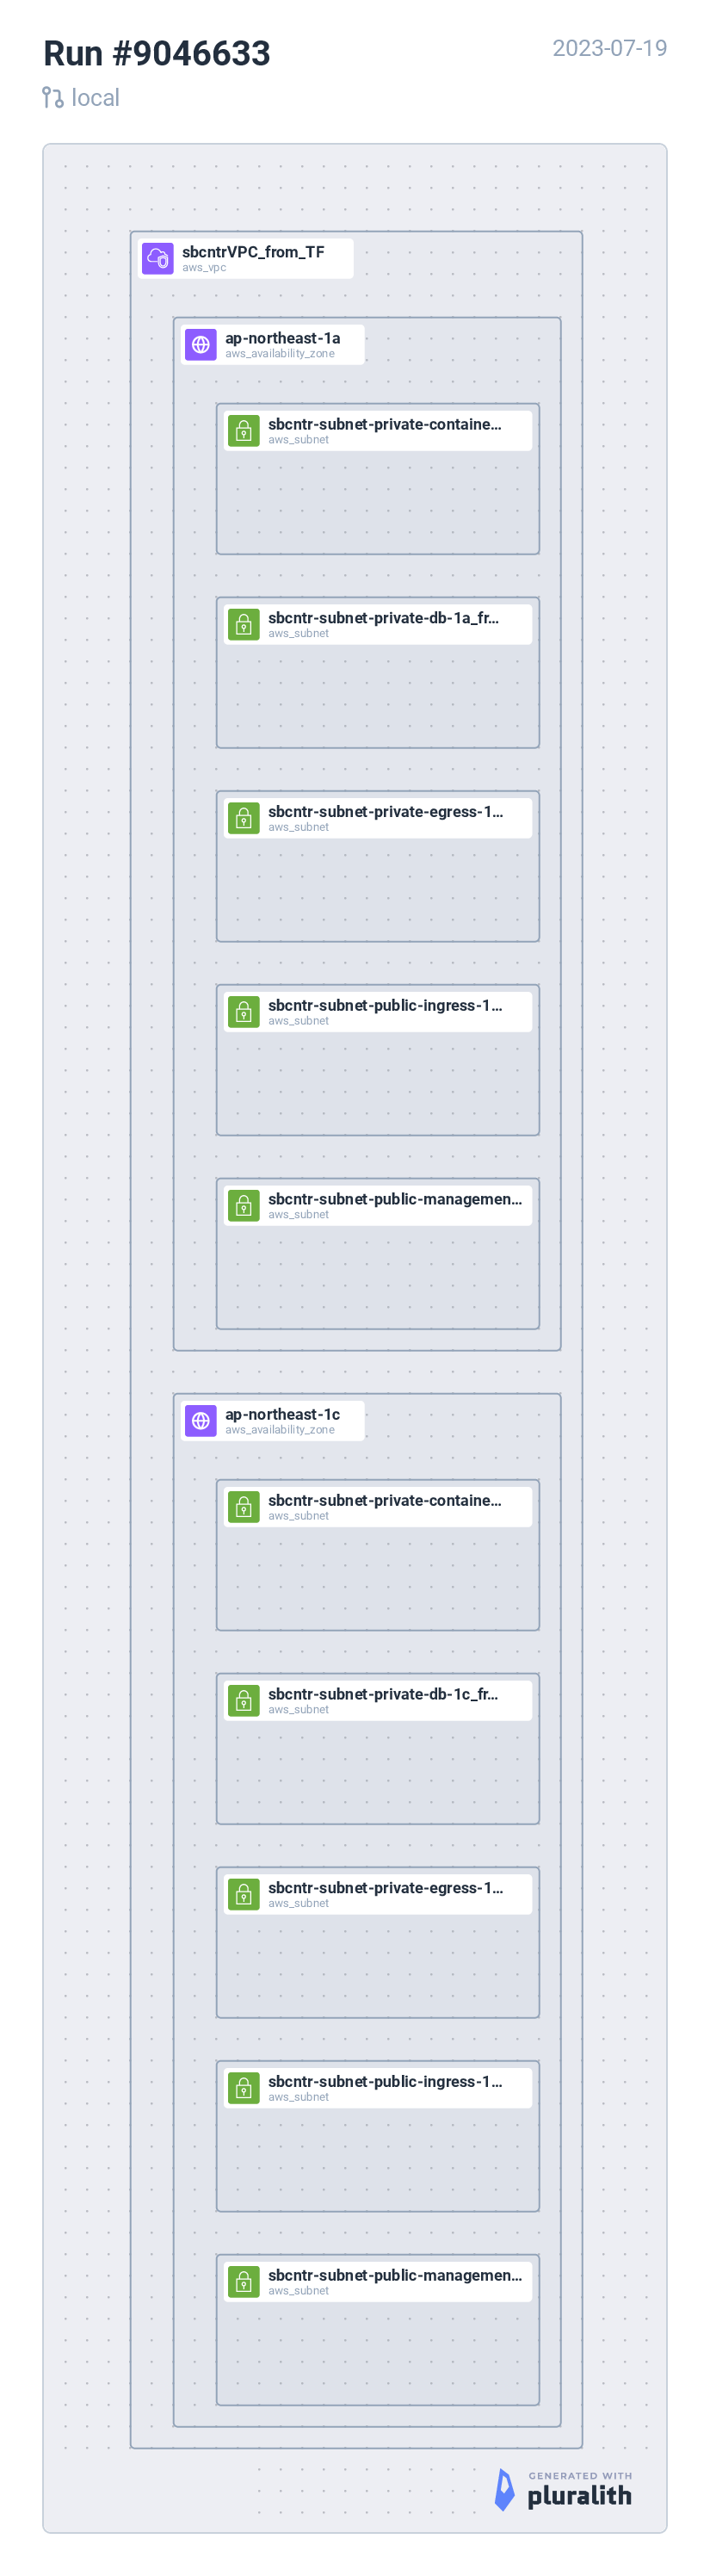 Run #9046633
2023-07-19
local
sbcntrVPC_from_TF
aws_vpc
ap-northeast-1a
aws_availability_zone
sbcntr-subnet-private-containe...
aws_subnet
sbcntr-subnet-private-db-1a_fr...
aws_subnet
sbcntr-subnet-private-egress-1...
aws_subnet
sbcntr-subnet-public-ingress-1...
aws_subnet
sbcntr-subnet-public-managemen...
aws_subnet
ap-northeast-1c
aws_availability_zone
sbcntr-subnet-private-containe...
aws_subnet
sbcntr-subnet-private-db-1c_fr...
aws_subnet
sbcntr-subnet-private-egress-1...
aws_subnet
sbcntr-subnet-public-ingress-1...
aws_subnet
sbcntr-subnet-public-managemen...
aws_subnet
GENERATED WITH
pluralith